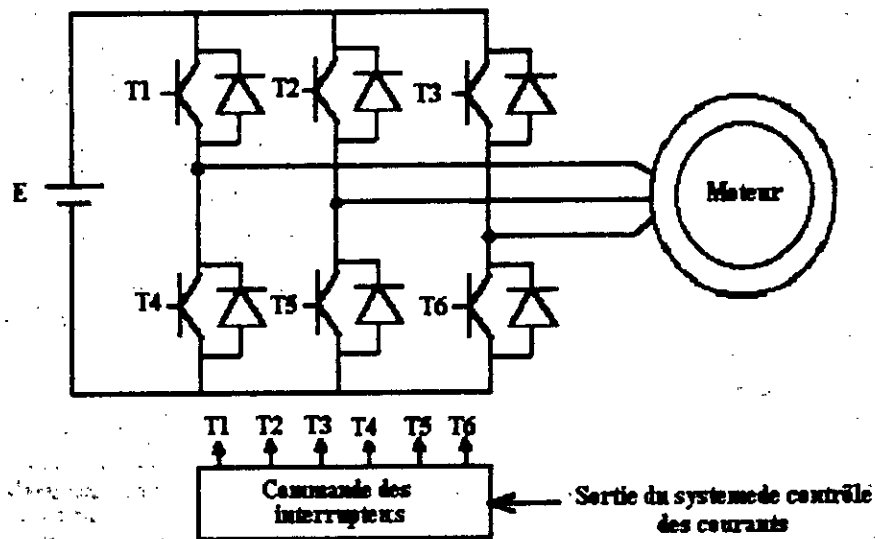 T1
T2
T3
E
Moteur
T4
T5
T6
T1 T2 T3 T4 T5 T6
Commande des
interrupteurs
Sortie du systemede contrôle
des courants